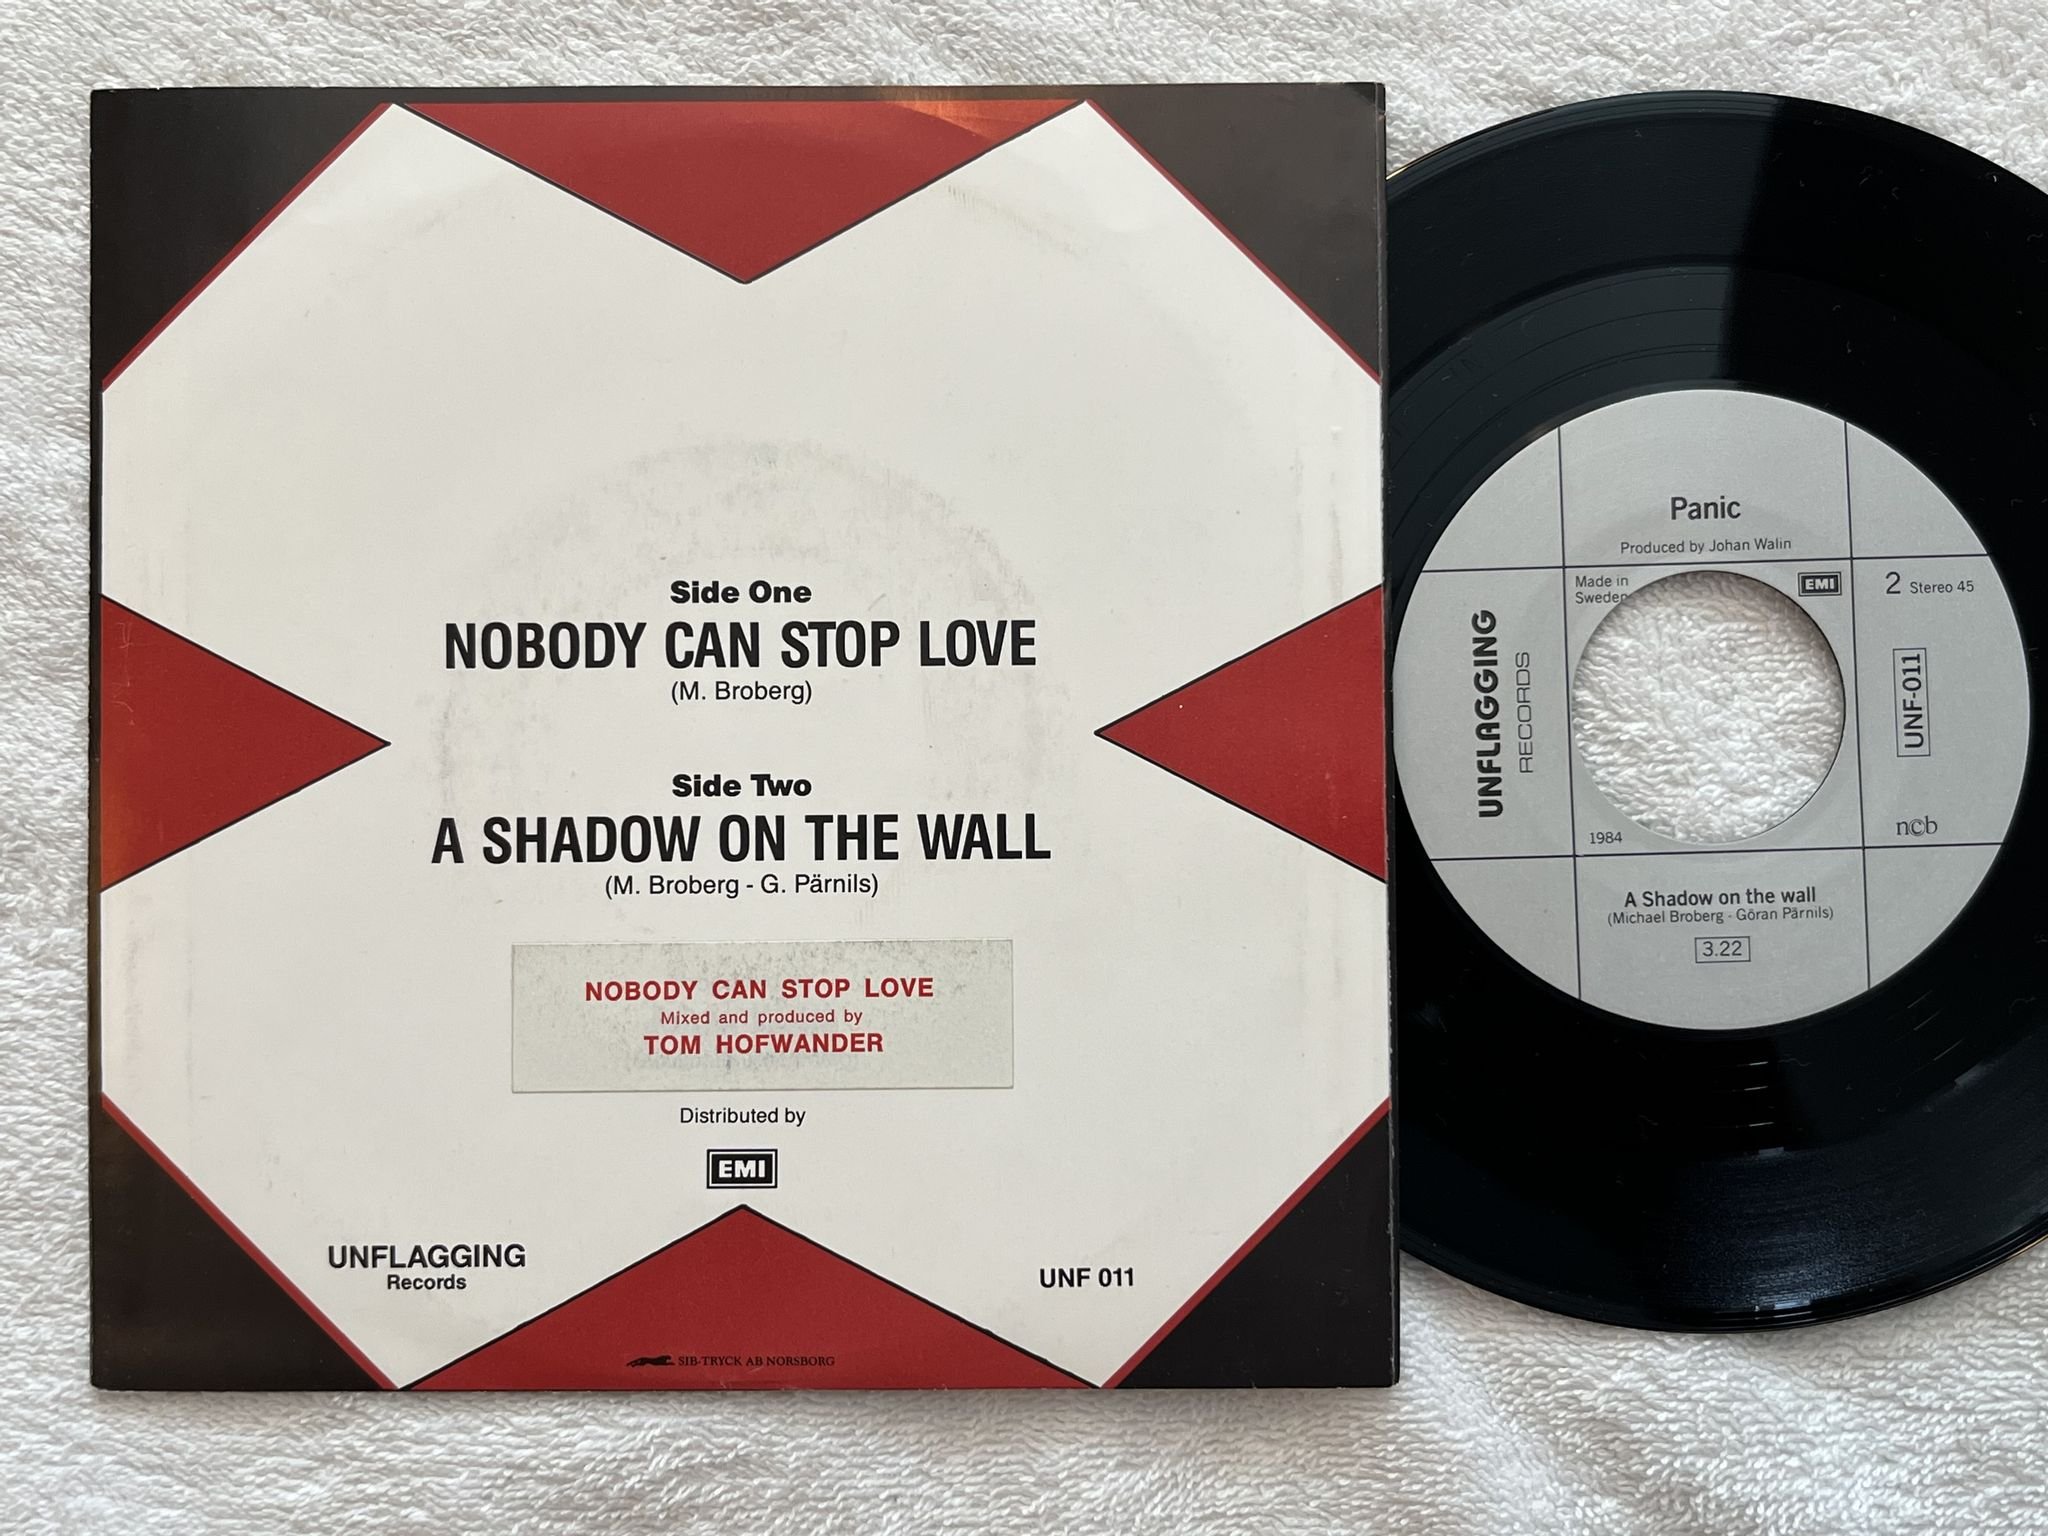 Side One
NOBODY CAN STOP LOVE
(M. Broberg)
Side Two
A SHADOW ON THE WALL
(M. Broberg - G. Pärnils)
NOBODY CAN STOP LOVE
Mixed and produced by
TOM HOFWANDER
Distributed by
EMI
UNFLAGGING
Records
UNF 011
SIB-TRYCK AB NORSBORG
Panic
Produced by Johan Walin
Made in
Sweden
EMI
2 Stereo 45
UNFLAGGING
RECORDS
UNF-011
1984
n©b
A Shadow on the wall
(Michael Broberg - Göran Pärnils)
3.22